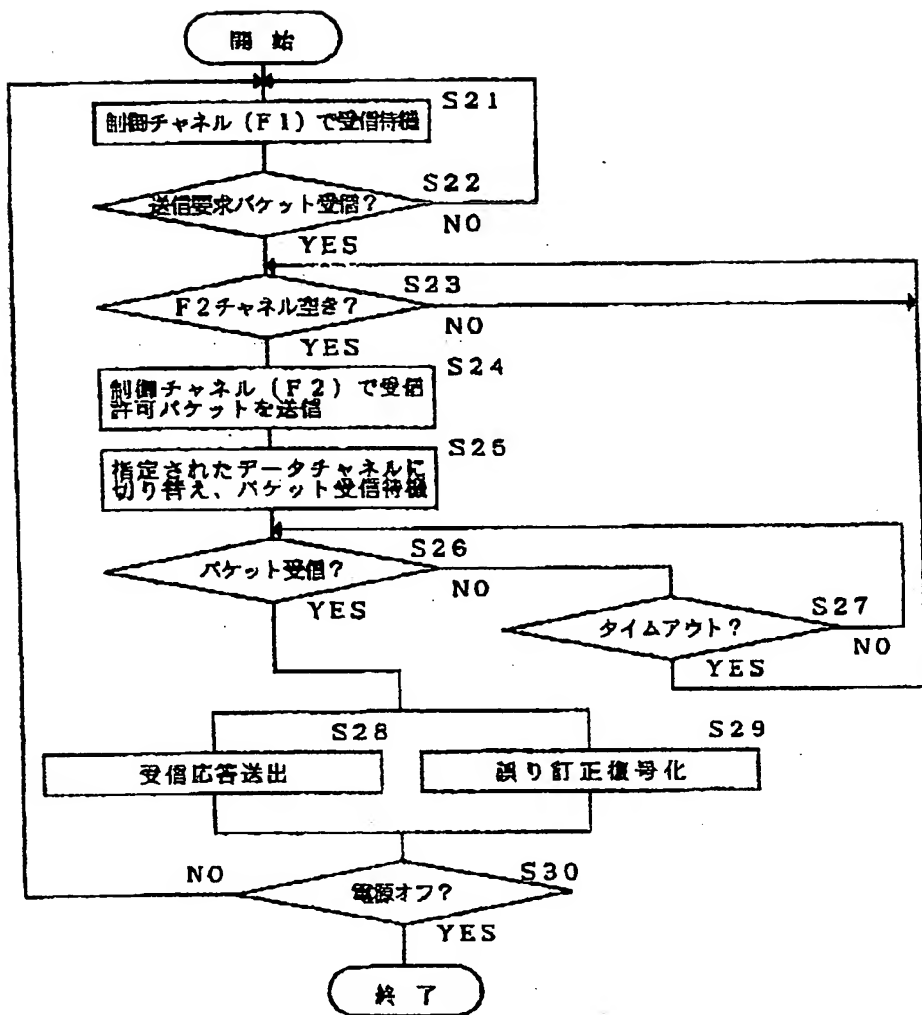 開始
S21
制御チャネル（F1）で受信待機
S22
送信要求パケット受信？
NO
YES
S23
F2チャネル空き？
NO
YES
S24
制御チャネル（F2）で受信
許可パケットを送信
S25
指定されたデータチャネルに
切り替え、パケット受信待機
S26
パケット受信？
NO
YES
S27
タイムアウト？
NO
YES
S28
受信応答送出
S29
誤り訂正復号化
NO
S30
電源オフ？
YES
終了